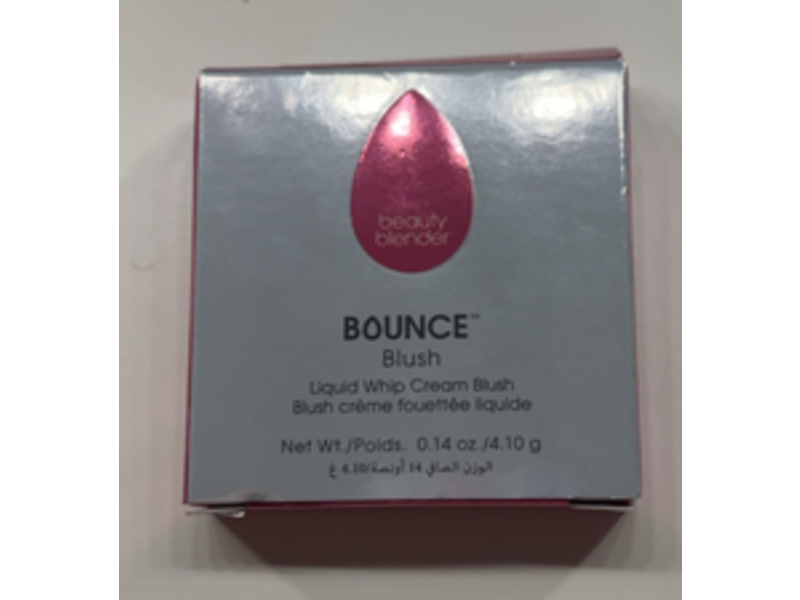 beauty
blender
BOUNCE™
Blush
Liquid Whip Cream Blush
Blush crème fouettée liquide
Net Wt./Poids. 0.14 oz./4.10 g
الوزن الصافي 14 أونصة/4.10 غ